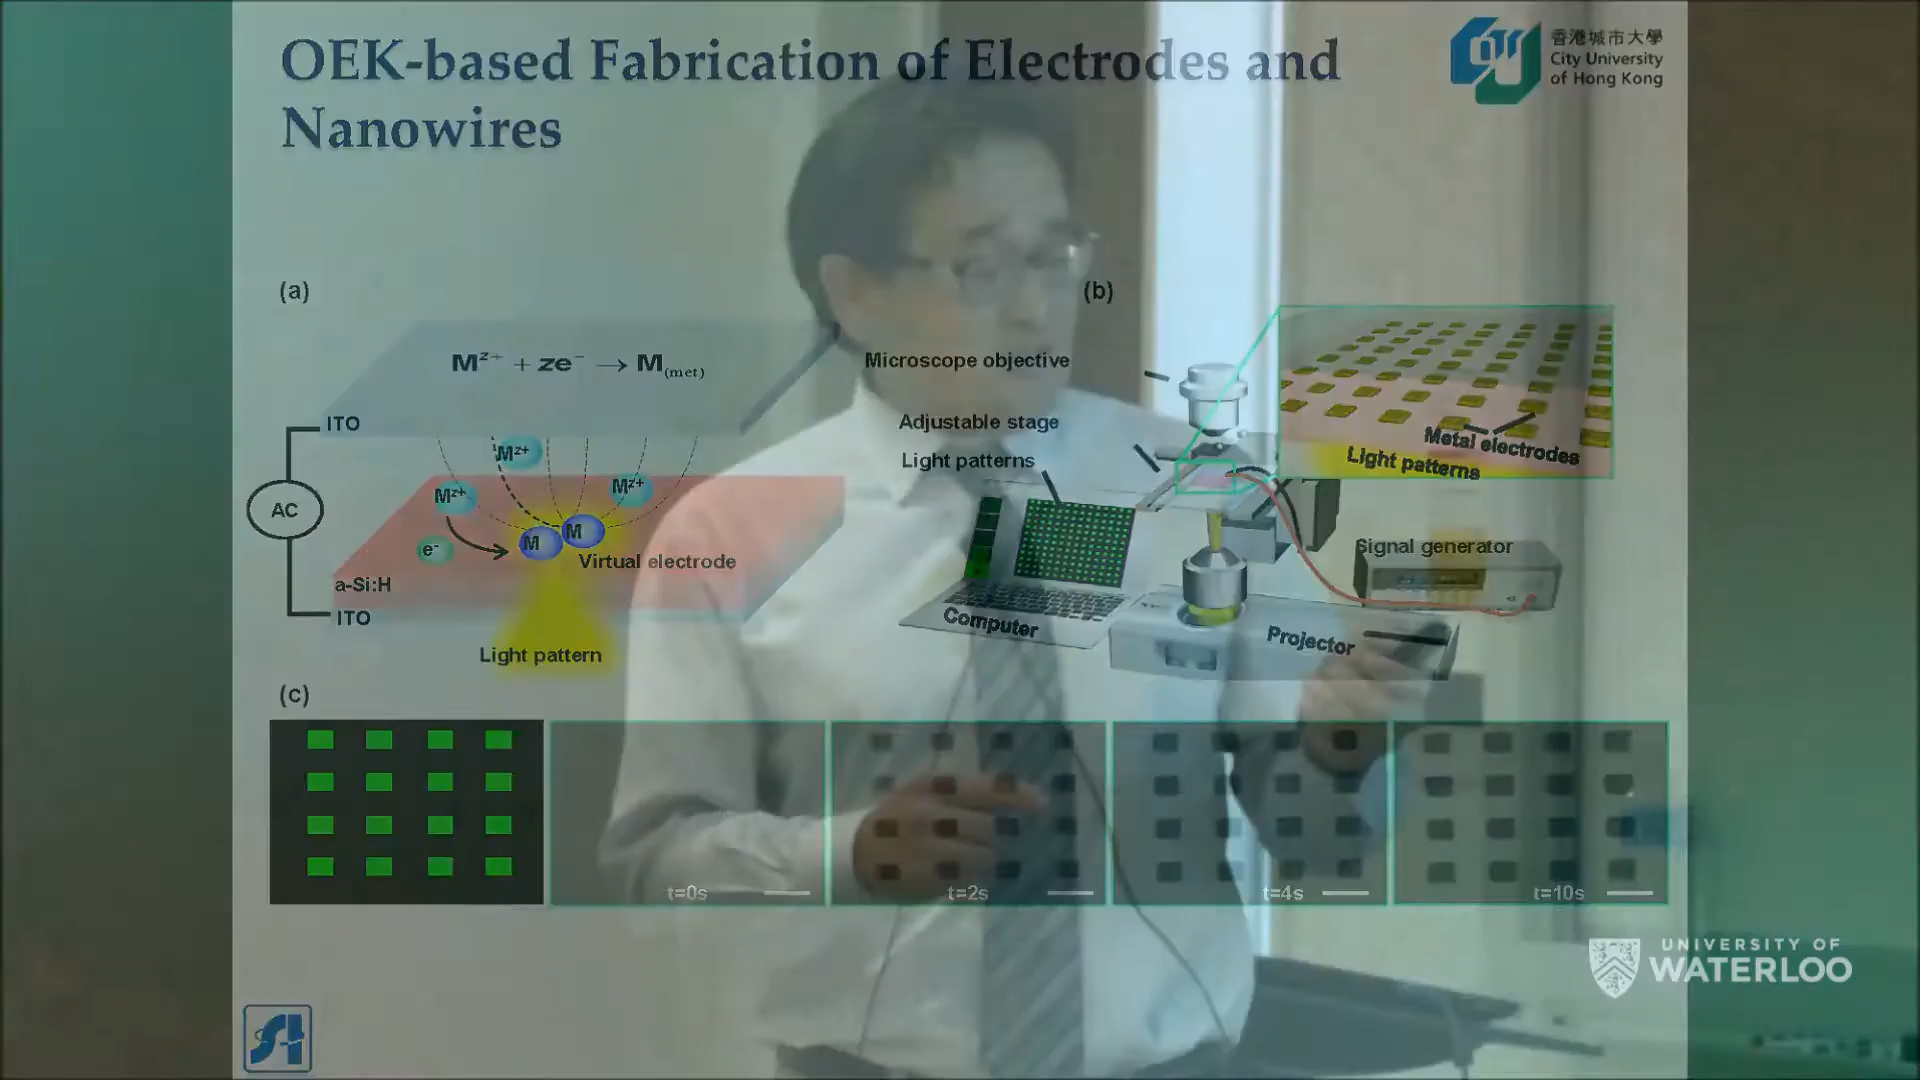 OEK-based Fabrication of Electrodes and
Nanowires
香港城市大學
City University
of Hong Kong
(a)
M^{z+} + ze^- → M_{(met)}
ITO
M^{z+}
M^{z+}
M^{z+}
AC
M
M
e^-
Virtual electrode
a-Si:H
ITO
Light pattern
(b)
Microscope objective
Adjustable stage
Light patterns
Metal electrodes
Light patterns
Signal generator
Computer
Projector
(c)
t=0s
t=2s
t=4s
t=10s
UNIVERSITY OF
WATERLOO